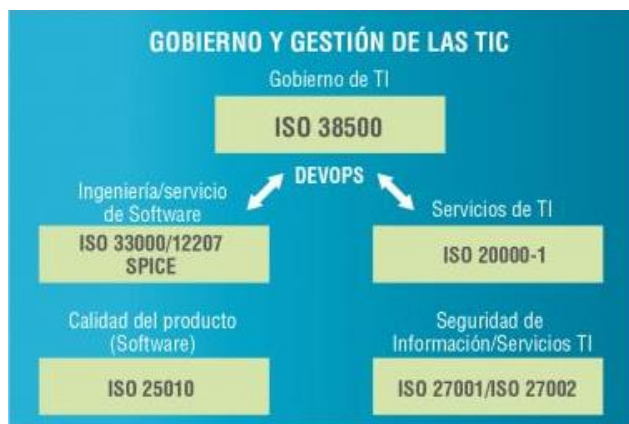 GOBIERNO Y GESTIÓN DE LAS TIC
Gobierno de TI
ISO 38500
DEVOPS
Ingeniería/servicio
de Software
ISO 33000/12207
SPICE
Servicios de TI
ISO 20000-1
Calidad del producto
(Software)
ISO 25010
Seguridad de
Información/Servicios TI
ISO 27001/ISO 27002